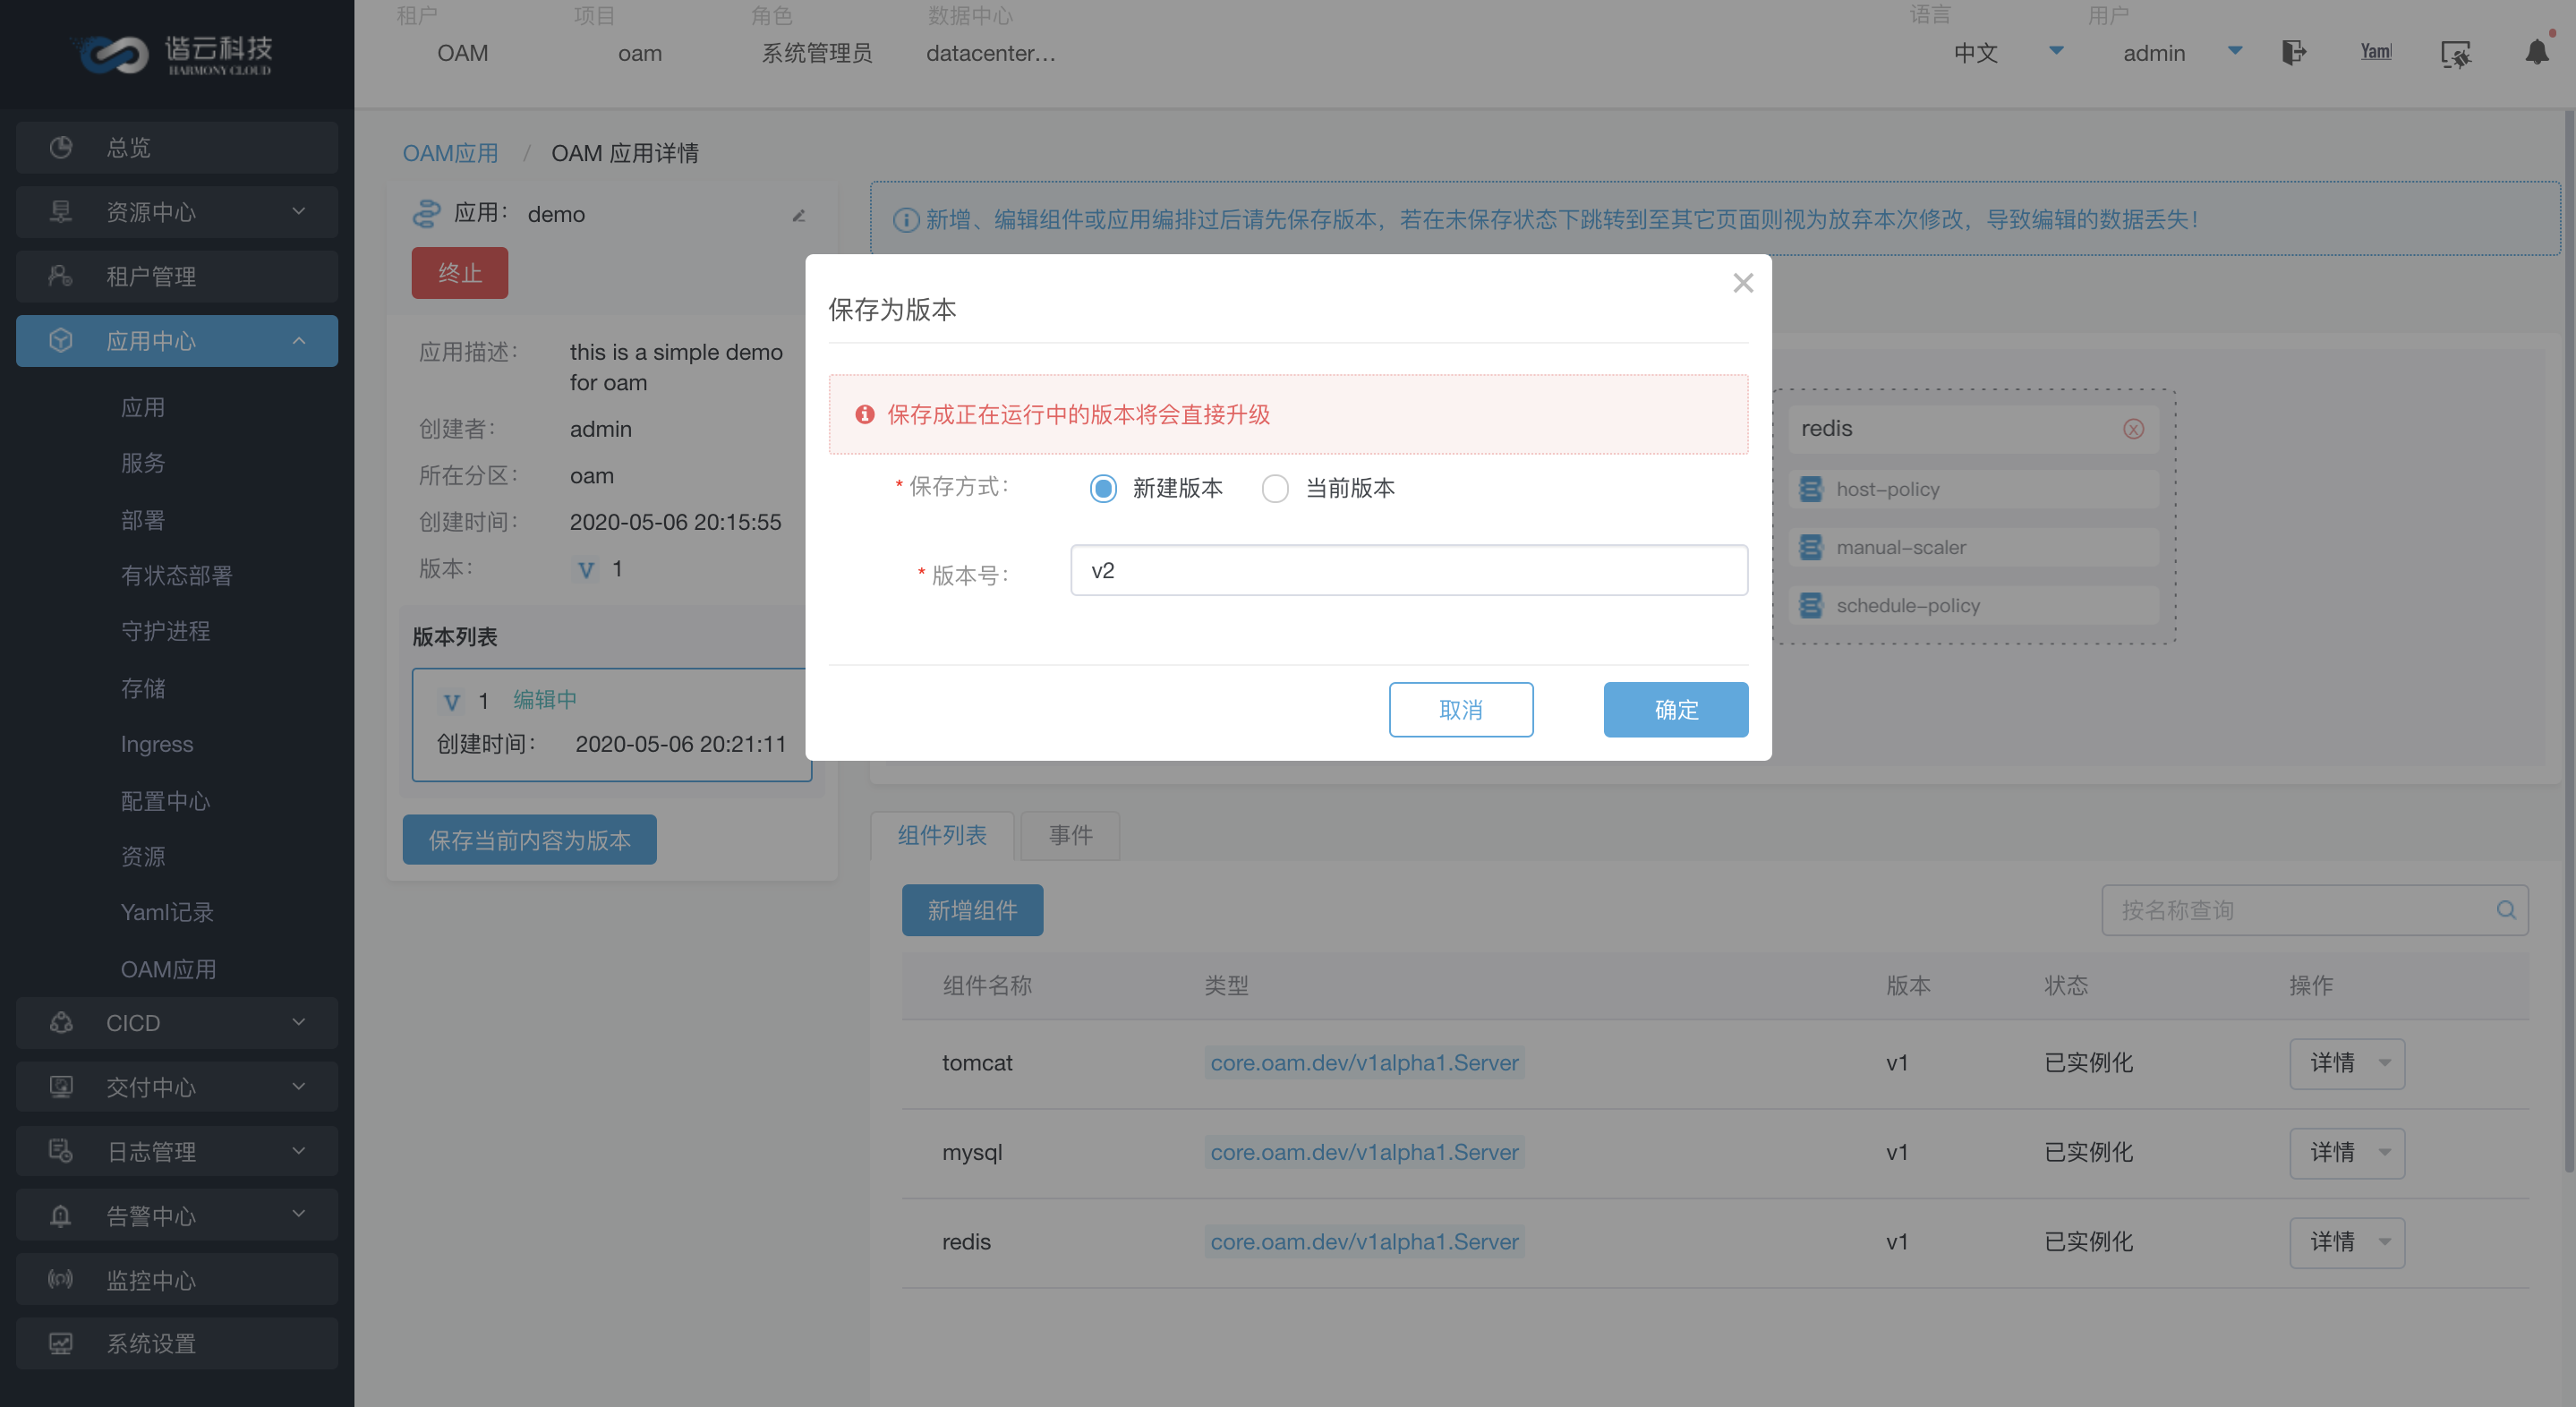 谐云科技
HARMONY CLOUD
租户
项目
角色
数据中心
语言
用户
OAM
oam
系统管理员
datacenter...
中文
admin
Yaml
总览
资源中心
租户管理
应用中心
应用
服务
部署
有状态部署
守护进程
存储
Ingress
配置中心
资源
Yaml记录
OAM应用
CICD
交付中心
日志管理
告警中心
监控中心
系统设置
OAM应用 / OAM 应用详情
应用： demo
终止
应用描述： this is a simple demo
for oam
创建者： admin
所在分区： oam
创建时间： 2020-05-06 20:15:55
版本： V 1
版本列表
V 1 编辑中
创建时间： 2020-05-06 20:21:11
保存当前内容为版本
新增、编辑组件或应用编排过后请先保存版本，若在未保存状态下跳转到至其它页面则视为放弃本次修改，导致编辑的数据丢失！
保存为版本
保存成正在运行中的版本将会直接升级
* 保存方式： 新建版本 当前版本
* 版本号： v2
取消 确定
redis
host-policy
manual-scaler
schedule-policy
组件列表 事件
新增组件 按名称查询
组件名称 类型 版本 状态 操作
tomcat core.oam.dev/v1alpha1.Server v1 已实例化 详情
mysql core.oam.dev/v1alpha1.Server v1 已实例化 详情
redis core.oam.dev/v1alpha1.Server v1 已实例化 详情